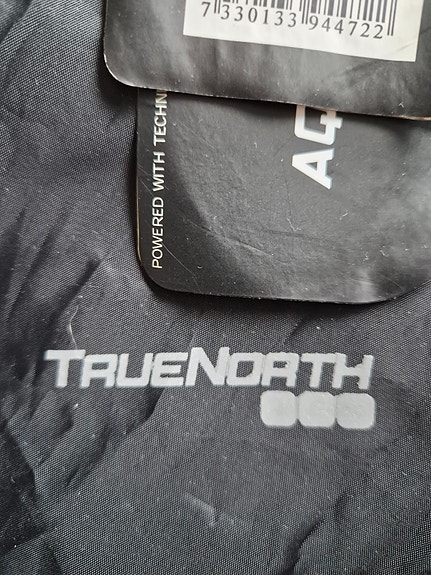 7330133944722
POWERED WITH TECHN
AQ
TRUENORTH